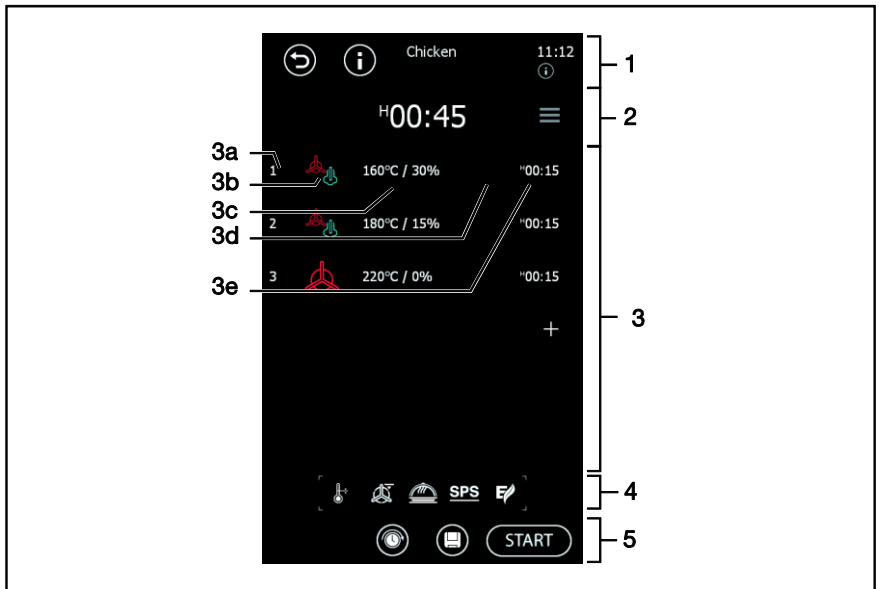 Chicken 11:12
1
ᴴ00:45
2
3a
1 160°C / 30% ᴴ00:15
3b
3c
3d
2 180°C / 15% ᴴ00:15
3e
3 220°C / 0% ᴴ00:15
3
+
SPS E
4
START
5